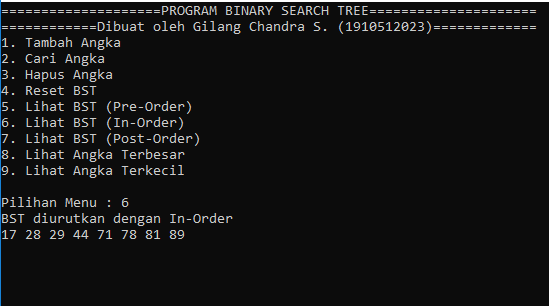 ====================PROGRAM BINARY SEARCH TREE=====================
============Dibuat oleh Gilang Chandra S. (1910512023)=============
1. Tambah Angka
2. Cari Angka
3. Hapus Angka
4. Reset BST
5. Lihat BST (Pre-Order)
6. Lihat BST (In-Order)
7. Lihat BST (Post-Order)
8. Lihat Angka Terbesar
9. Lihat Angka Terkecil
Pilihan Menu : 6
BST diurutkan dengan In-Order
17 28 29 44 71 78 81 89